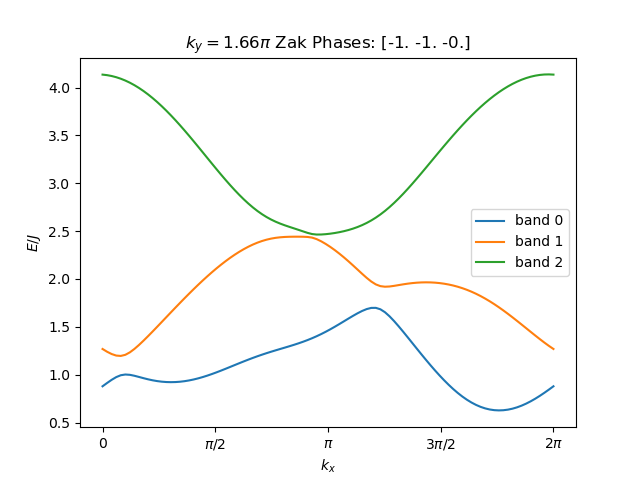 k_y = 1.66π Zak Phases: [-1. -1. -0.]
E/J
4.0
3.5
3.0
2.5
2.0
1.5
1.0
0.5
band 0
band 1
band 2
0 π/2 π 3π/2 2π
k_x